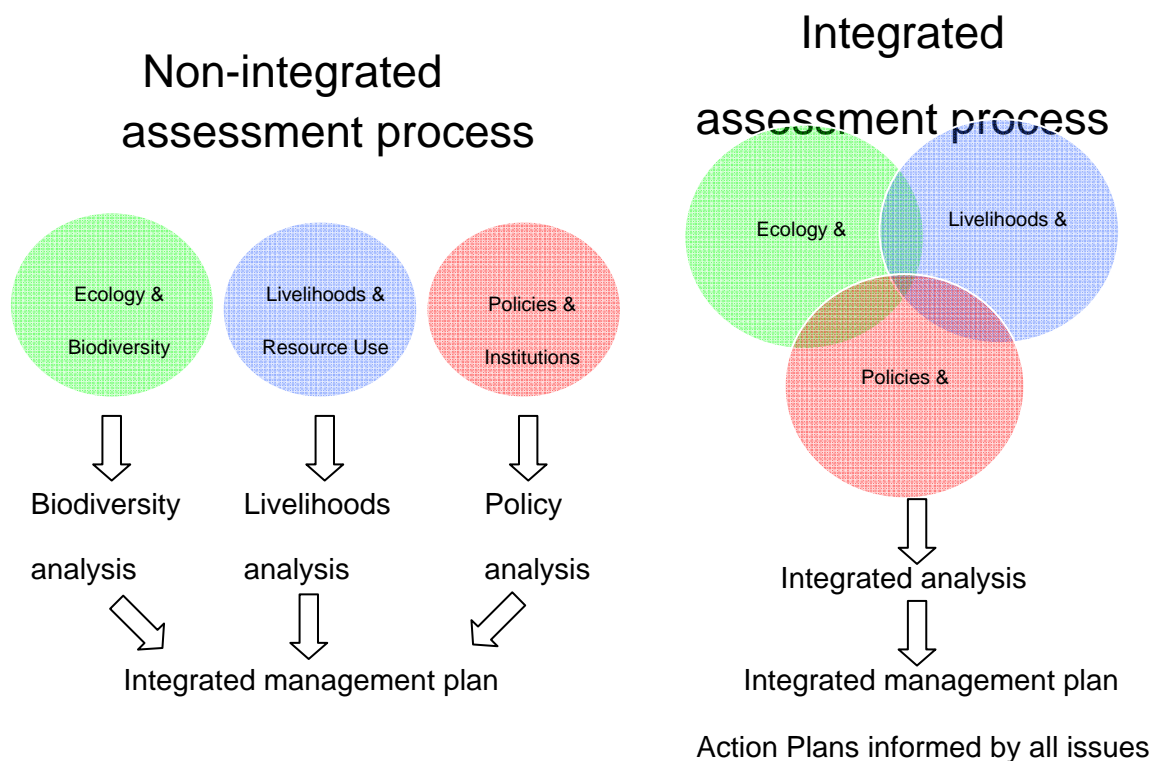 Non-integrated
assessment process
Ecology &
Biodiversity
Livelihoods &
Resource Use
Policies &
Institutions
Biodiversity
analysis
Livelihoods
analysis
Policy
analysis
Integrated management plan
Integrated
assessment process
Ecology &
Livelihoods &
Policies &
Integrated analysis
Integrated management plan
Action Plans informed by all issues